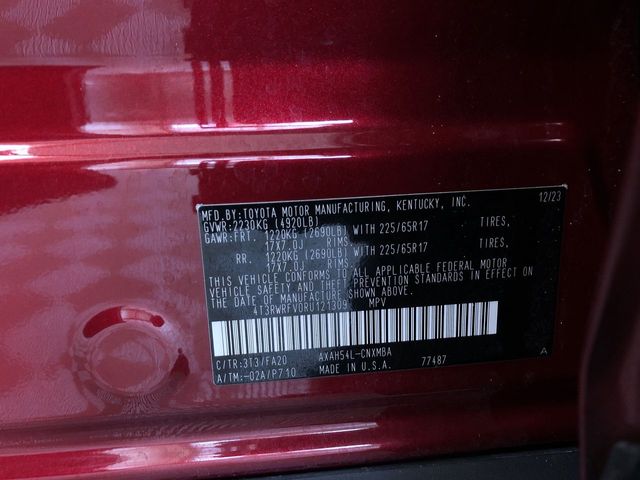 MFD.BY:TOYOTA MOTOR MANUFACTURING, KENTUCKY, INC. 12/23
GVWR:2230KG (4920LB)
GAWR:FRT. 1220KG (2690LB) WITH 225/65R17 TIRES,
17X7.0J RIMS
RR. 1220KG (2690LB) WITH 225/65R17 TIRES,
17X7.0J RIMS
THIS VEHICLE CONFORMS TO ALL APPLICABLE FEDERAL MOTOR
VEHICLE SAFETY AND THEFT PREVENTION STANDARDS IN EFFECT ON
THE DATE OF MANUFACTURE SHOWN ABOVE.
4T3RWRFV0RU121309 MPV
C/TR:3T3/FA20 AXAH54L-CNXMBA
A/TM:-02A/P710 MADE IN U.S.A. 77487 A